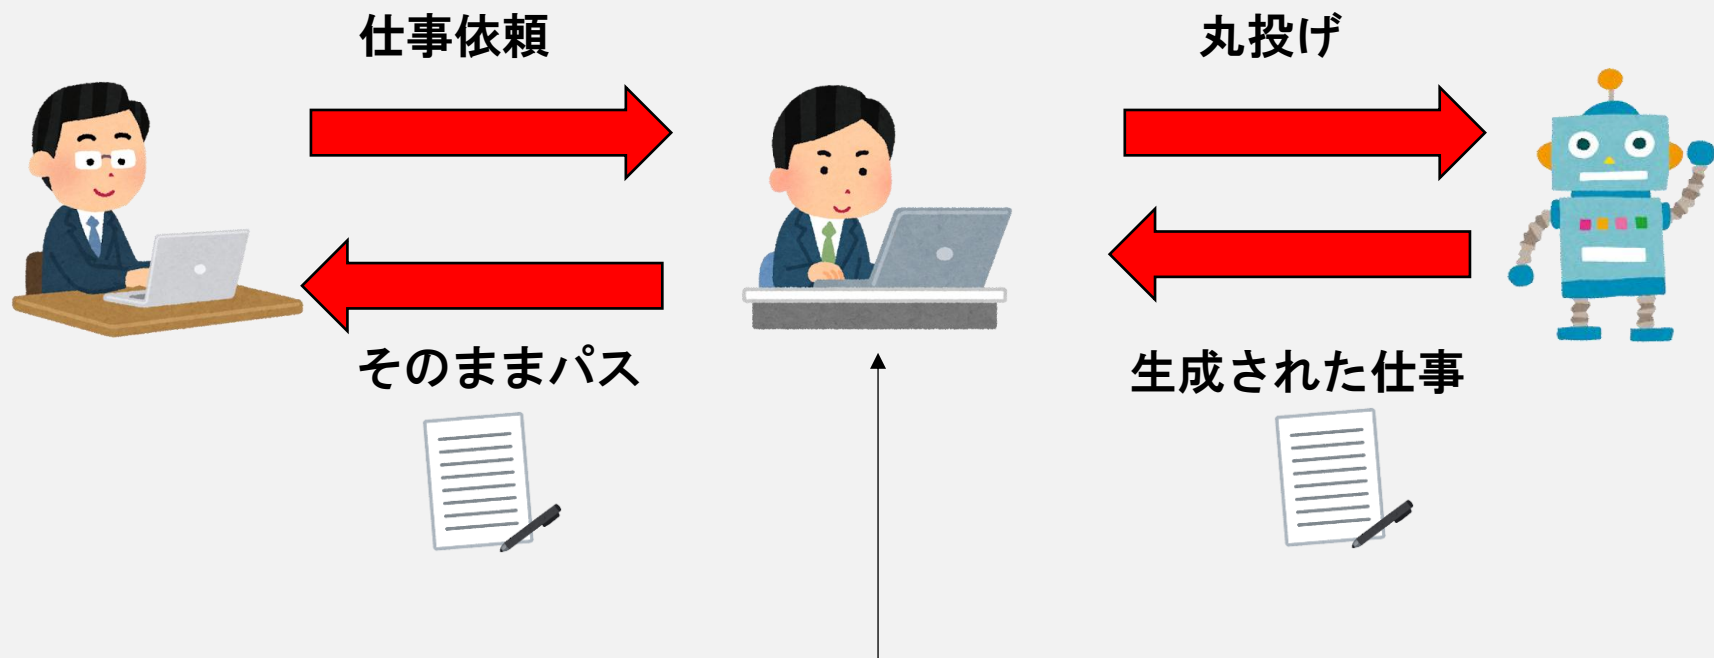 仕事依頼
丸投げ
そのままパス
生成された仕事